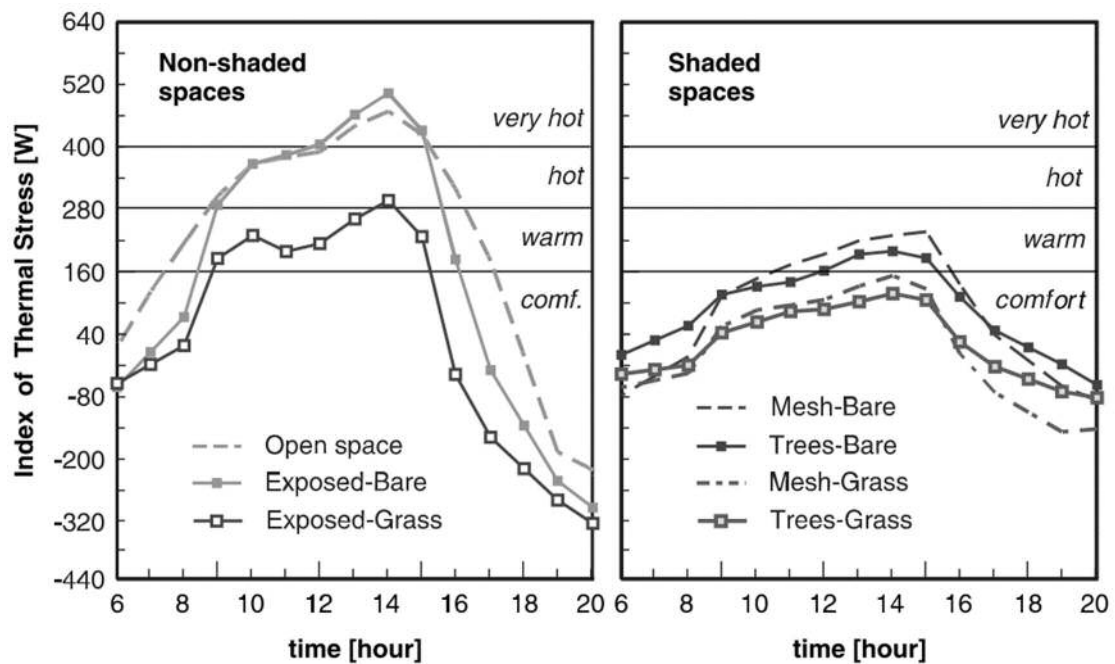 Index of Thermal Stress [W]
640
520
400
280
160
40
-80
-200
-320
-440
Non-shaded
spaces
very hot
hot
warm
comf.
Open space
Exposed-Bare
Exposed-Grass
6 8 10 12 14 16 18 20
time [hour]
Shaded
spaces
very hot
hot
warm
comfort
Mesh-Bare
Trees-Bare
Mesh-Grass
Trees-Grass
6 8 10 12 14 16 18 20
time [hour]